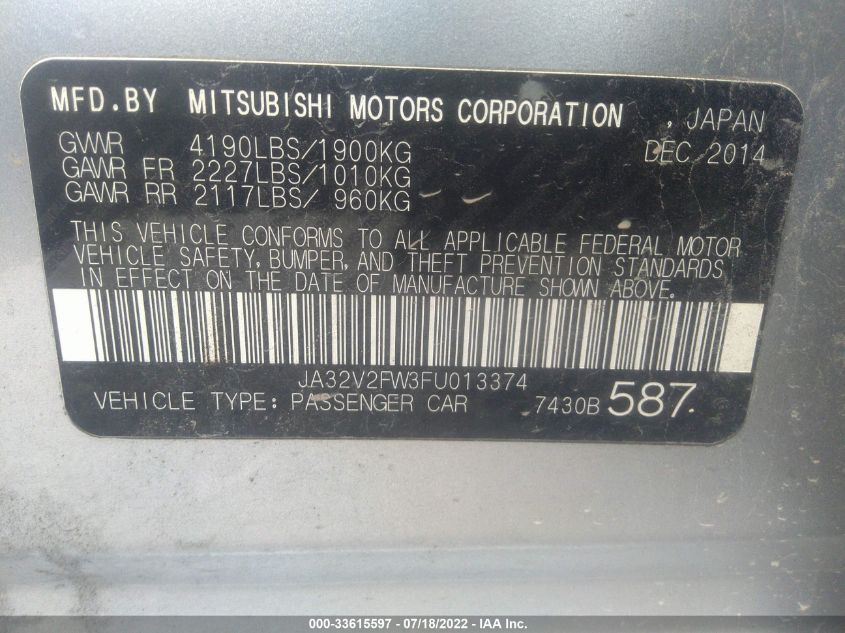 MFD.BY MITSUBISHI MOTORS CORPORATION , JAPAN
GVWR 4190LBS/1900KG DEC 2014
GAWR FR 2227LBS/1010KG
GAWR RR 2117LBS/ 960KG
THIS VEHICLE CONFORMS TO ALL APPLICABLE FEDERAL MOTOR
VEHICLE SAFETY, BUMPER, AND THEFT PREVENTION STANDARDS
IN EFFECT ON THE DATE OF MANUFACTURE SHOWN ABOVE.
JA32V2FW3FU013374
VEHICLE TYPE: PASSENGER CAR 7430B 587.
000-33615597 - 07/18/2022 - IAA Inc.